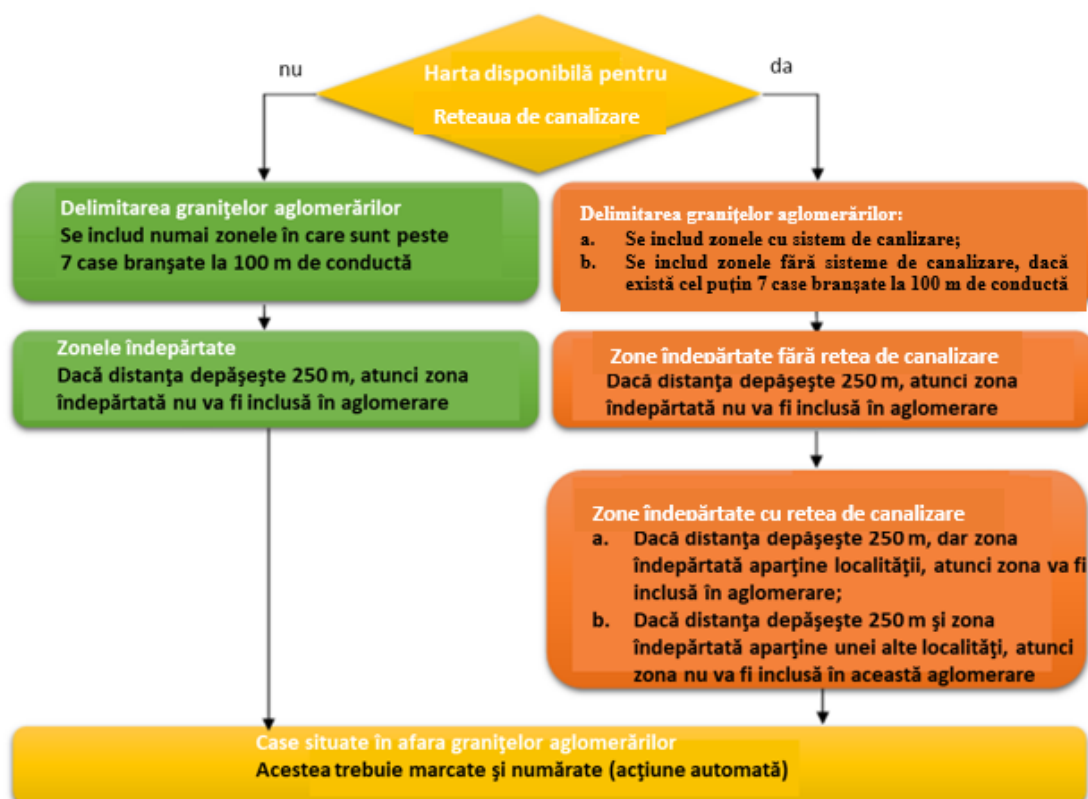 Harta disponibilă pentru
Reteaua de canalizare
nu
da
Delimitarea graniţelor aglomerărilor
Se includ numai zonele în care sunt peste
7 case branşate la 100 m de conductă
Zonele îndepărtate
Dacă distanţa depăşeşte 250 m, atunci zona
îndepărtată nu va fi inclusă în aglomerare
Delimitarea graniţelor aglomerărilor:
a. Se includ zonele cu sistem de canlizare;
b. Se includ zonele fără sisteme de canalizare, dacă
există cel puţin 7 case branşate la 100 m de conductă
Zone îndepărtate fără retea de canalizare
Dacă distanţa depăşeşte 250 m, atunci zona
îndepărtată nu va fi inclusă în aglomerare
Zone îndepărtate cu retea de canalizare
a. Dacă distanţa depăşeşte 250 m, dar zona
îndepărtată aparţine localităţii, atunci zona va fi
inclusă în aglomerare;
b. Dacă distanţa depăşeşte 250 m şi zona
îndepărtată aparţine unei alte localităţi, atunci
zona nu va fi inclusă în această aglomerare
Case situate în afara graniţelor aglomerărilor
Acestea trebuie marcate şi numărate (acţiune automată)